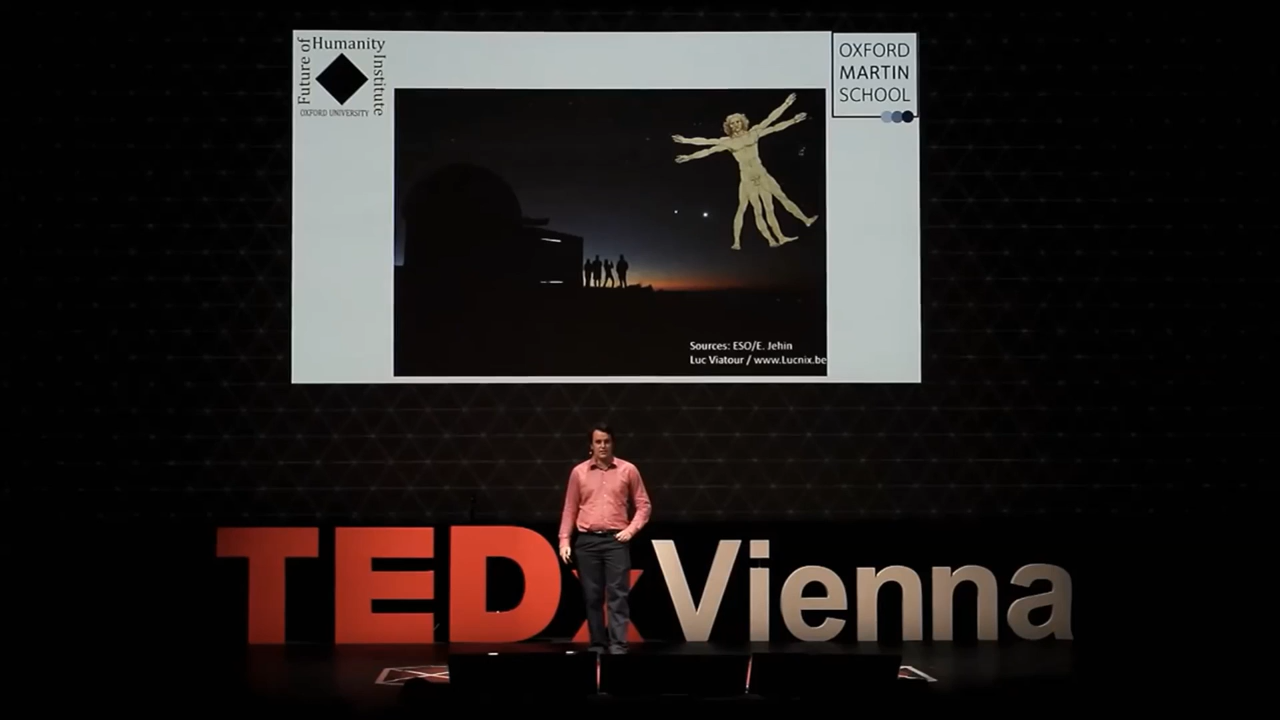 Future of
Humanity
Institute
OXFORD UNIVERSITY
OXFORD
MARTIN
SCHOOL
Sources: ESO/E. Jehin
Luc Viatour / www.Lucnix.be
TEDxVienna